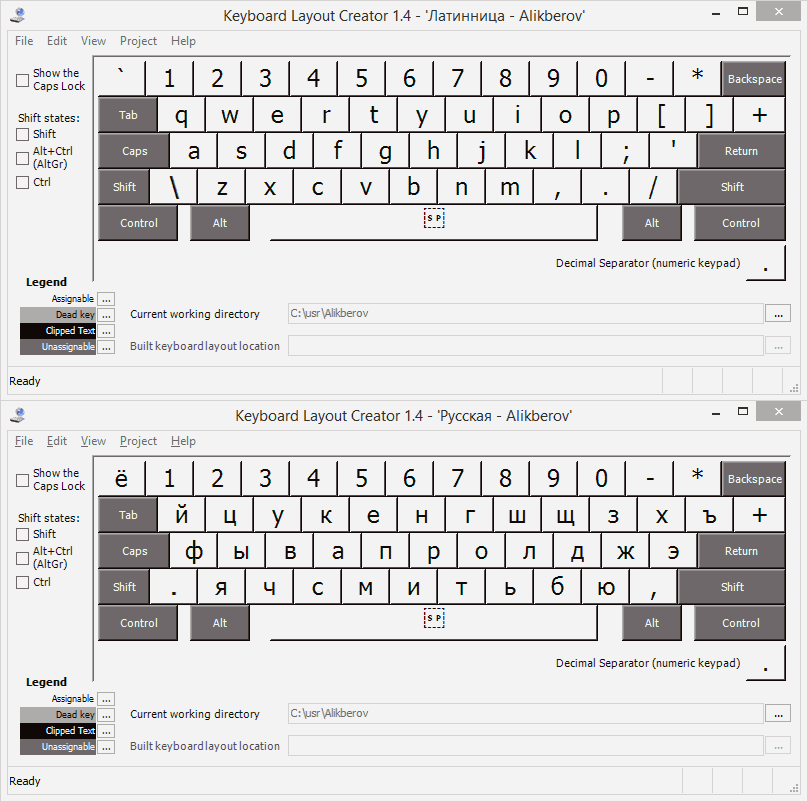 Keyboard Layout Creator 1.4 - 'Латинница - Alikberov'
File Edit View Project Help
Show the
Caps Lock
Shift states:
Shift
Alt+Ctrl
(AltGr)
Ctrl
` 1 2 3 4 5 6 7 8 9 0 - * Backspace
Tab q w e r t y u i o p [ ] +
Caps a s d f g h j k l ; ' Return
Shift \ z x c v b n m , . / Shift
Control Alt SP Alt Control
Decimal Separator (numeric keypad) .
Legend
Assignable ...
Dead key ...
Clipped Text ...
Unassignable ...
Current working directory C:\usr\Alikberov ...
Built keyboard layout location ...
Ready
Keyboard Layout Creator 1.4 - 'Русская - Alikberov'
File Edit View Project Help
Show the
Caps Lock
Shift states:
Shift
Alt+Ctrl
(AltGr)
Ctrl
ё 1 2 3 4 5 6 7 8 9 0 - * Backspace
Tab й ц у к е н г ш щ з х ъ +
Caps ф ы в а п р о л д ж э Return
Shift . я ч с м и т ь б ю , Shift
Control Alt SP Alt Control
Decimal Separator (numeric keypad) .
Legend
Assignable ...
Dead key ...
Clipped Text ...
Unassignable ...
Current working directory C:\usr\Alikberov ...
Built keyboard layout location ...
Ready